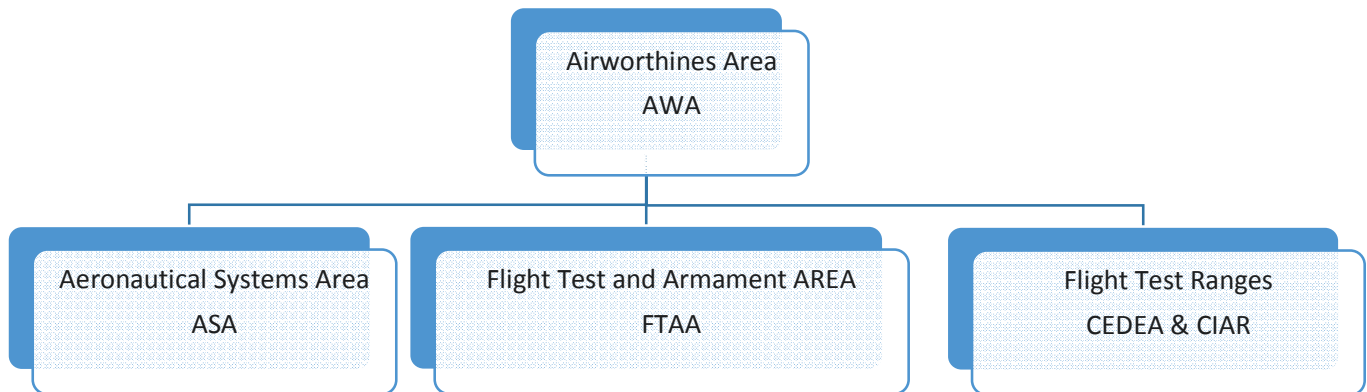 Airworthines Area
AWA
Aeronautical Systems Area
ASA
Flight Test and Armament AREA
FTAA
Flight Test Ranges
CEDEA & CIAR